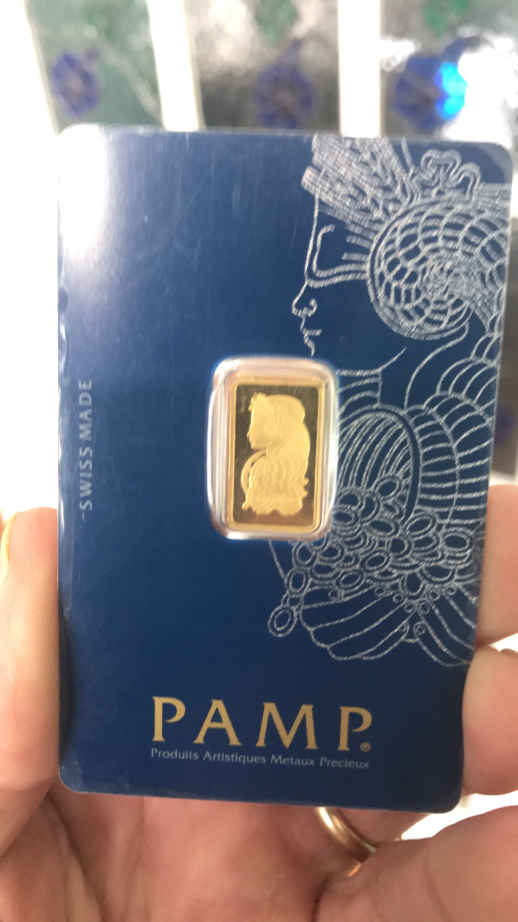 SWISS MADE
PAMP®
Produits Artistiques Metaux Precieux